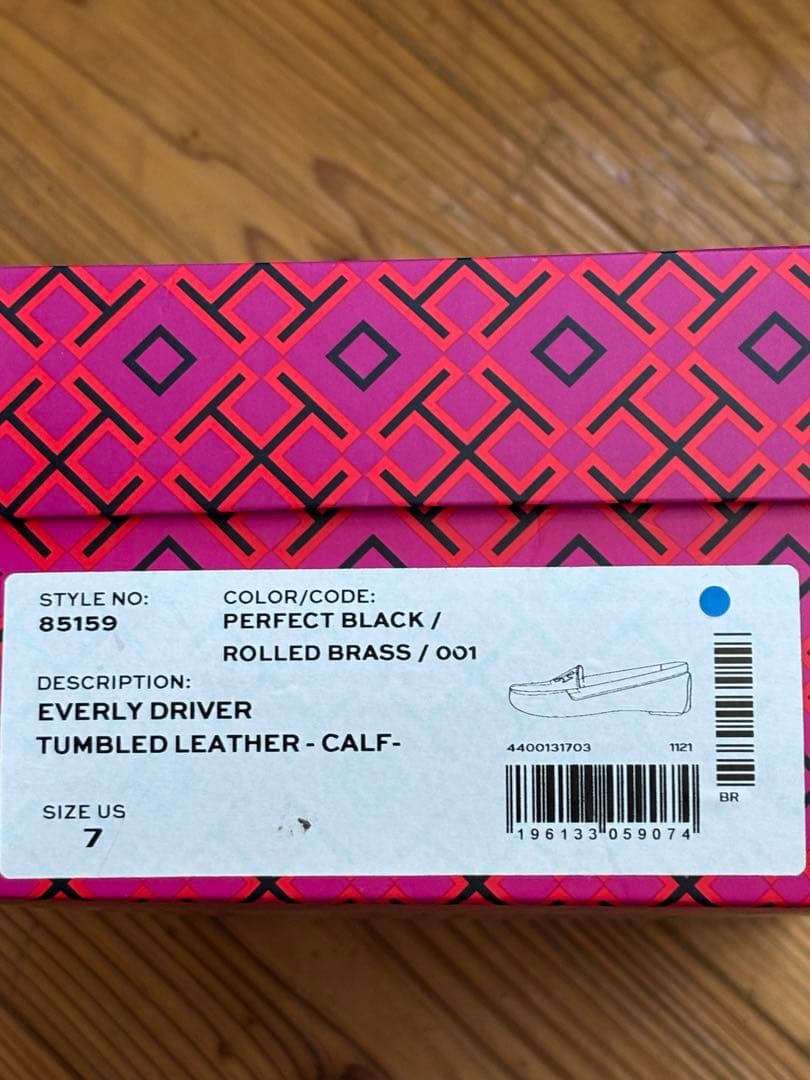 STYLE NO:
85159
COLOR/CODE:
PERFECT BLACK /
ROLLED BRASS / 001
DESCRIPTION:
EVERLY DRIVER
TUMBLED LEATHER - CALF-
SIZE US
7
4400131703 1121
196133 059074
BR